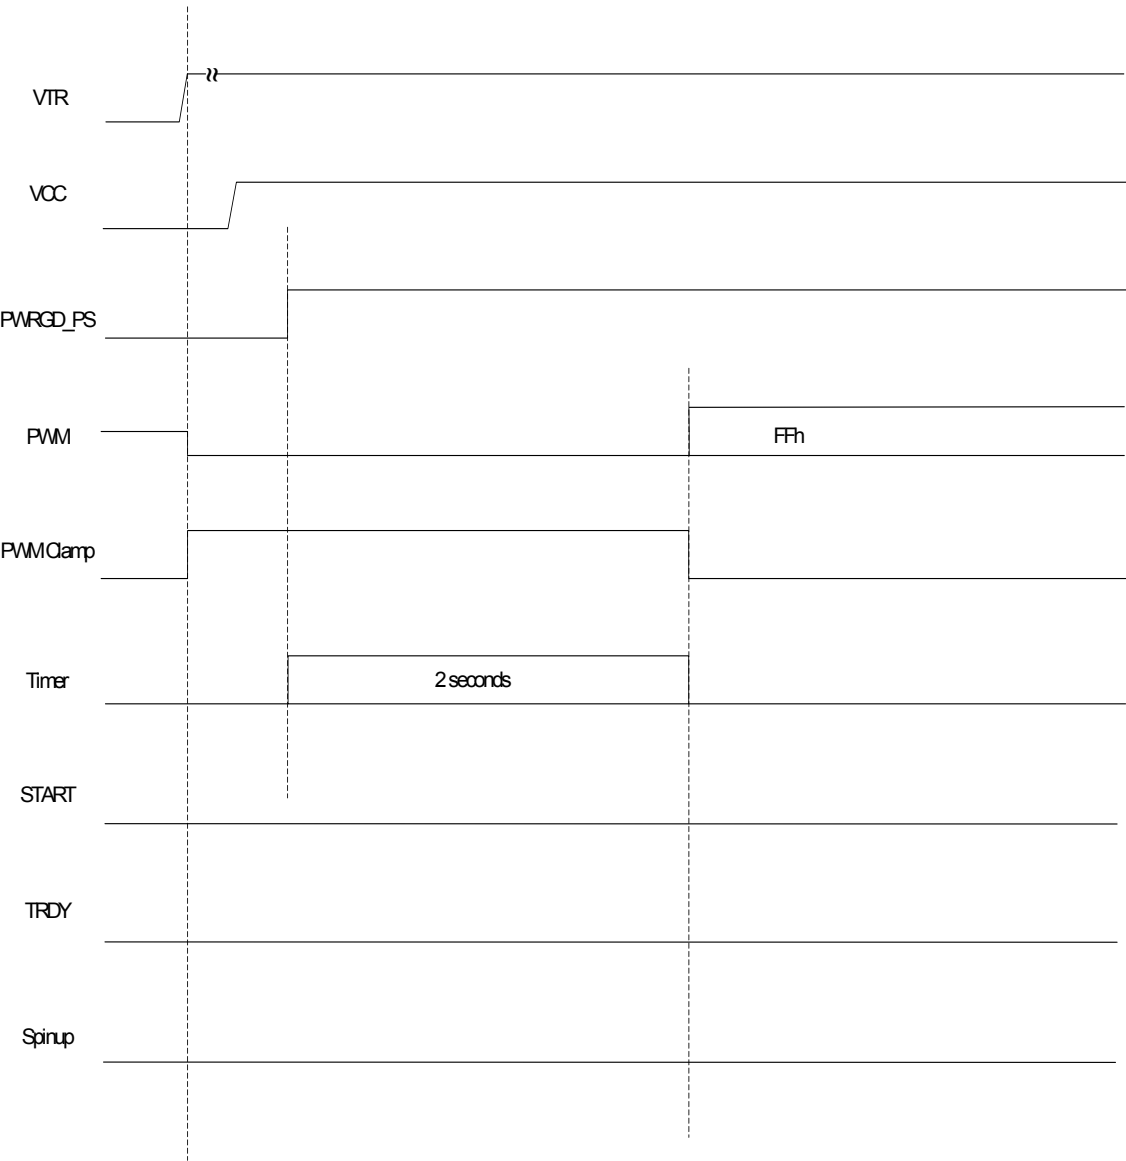 VTR
VCC
PWRGD_PS
PWM
FFh
PWM Clamp
Timer
2 seconds
START
TRDY
Spinup